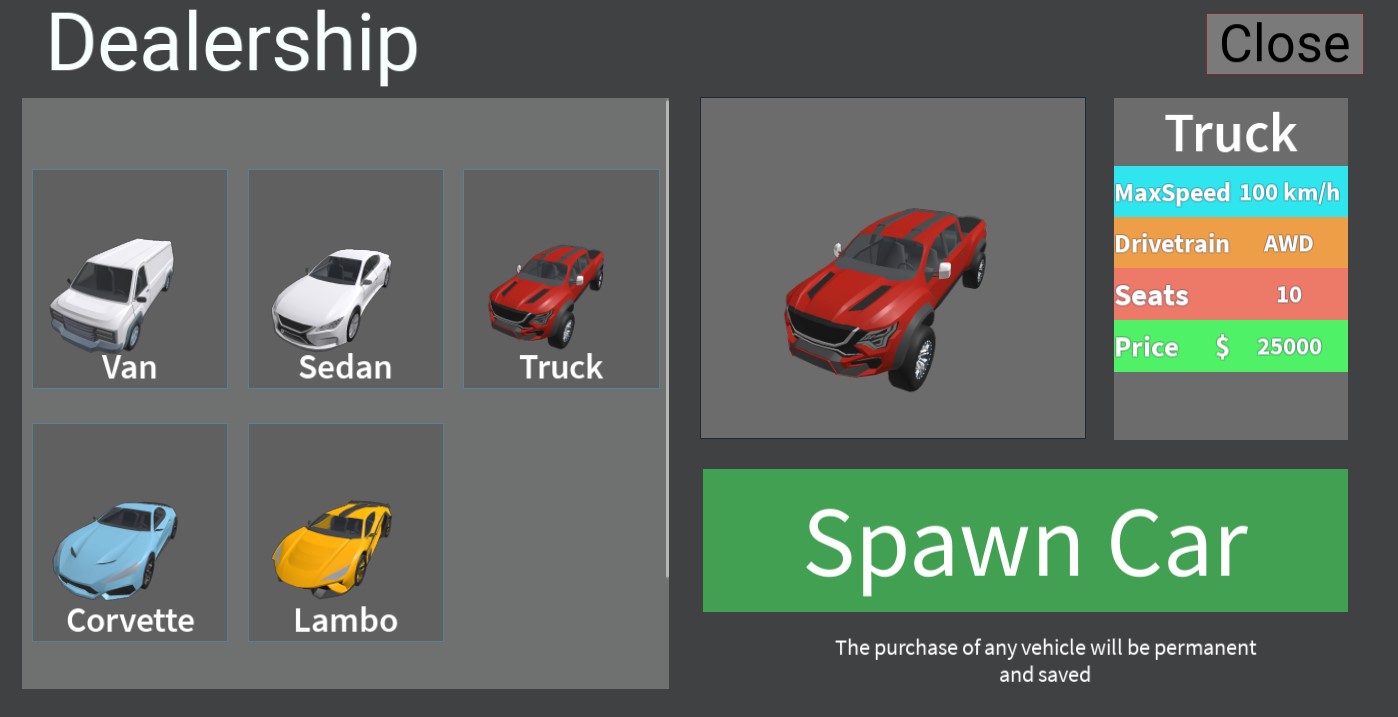 Dealership
Close
Van
Sedan
Truck
Corvette
Lambo
Truck
MaxSpeed 100 km/h
Drivetrain AWD
Seats 10
Price $ 25000
Spawn Car
The purchase of any vehicle will be permanent
and saved